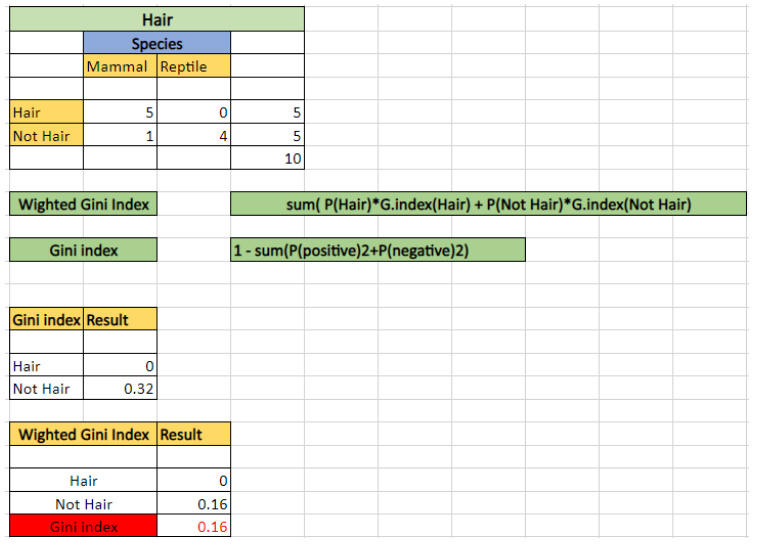 Hair
Species
Mammal Reptile
Hair 5 0 5
Not Hair 1 4 5
10
Wighted Gini Index sum( P(Hair)*G.index(Hair) + P(Not Hair)*G.index(Not Hair)
Gini index 1 - sum(P(positive)2+P(negative)2)
Gini index Result
Hair 0
Not Hair 0.32
Wighted Gini Index Result
Hair 0
Not Hair 0.16
Gini index 0.16